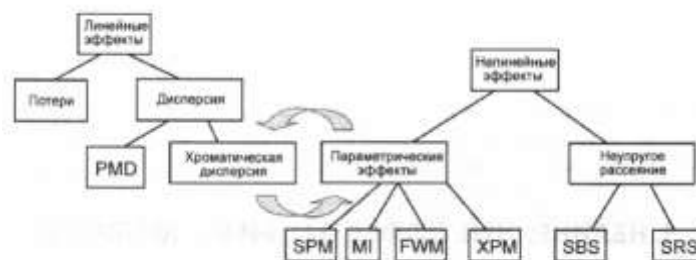 Линейные
эффекты
Нелинейные
эффекты
Потери
Дисперсия
PMD
Хроматическая
дисперсия
Параметрические
эффекты
Неупругое
рассеяние
SPM
MI
FWM
XPM
SBS
SRS